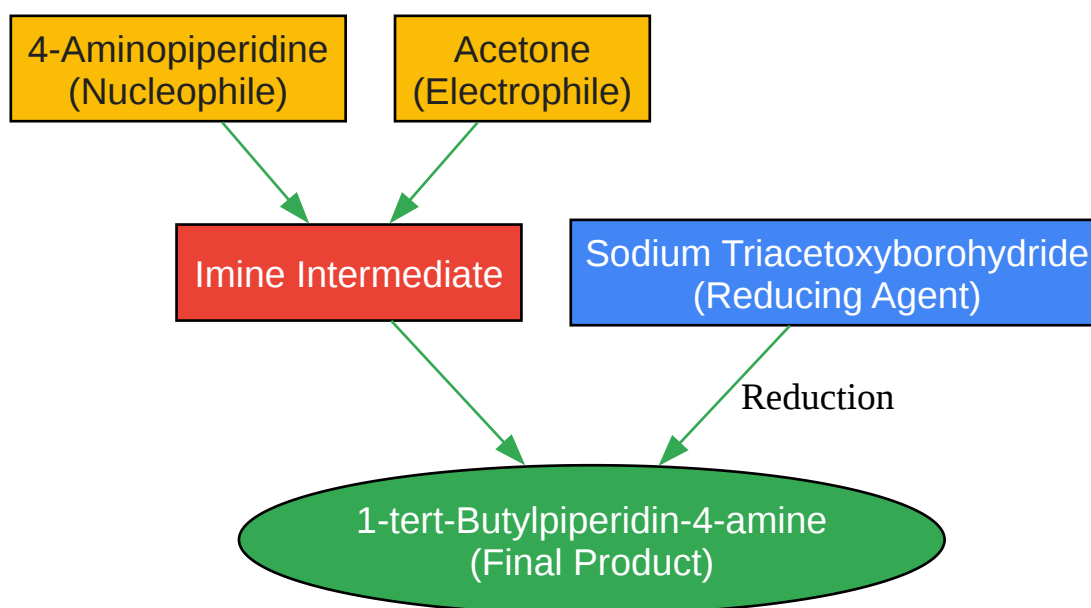 4-Aminopiperidine
(Nucleophile)
Acetone
(Electrophile)
Imine Intermediate
Sodium Triacetoxyborohydride
(Reducing Agent)
Reduction
1-tert-Butylpiperidin-4-amine
(Final Product)